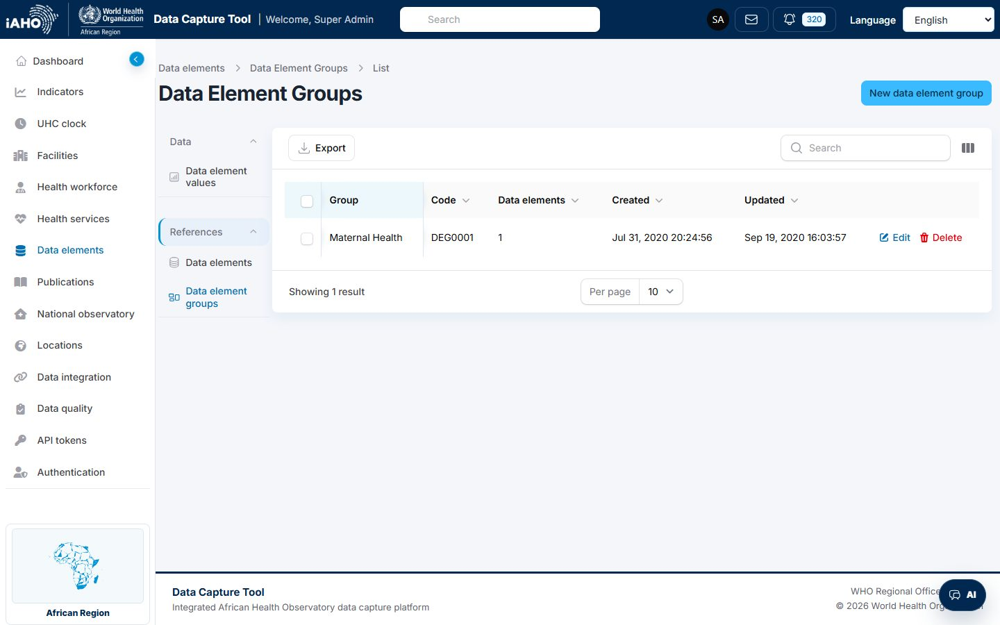 iAHO
World Health
Organization
African Region
Data Capture Tool
Welcome, Super Admin
Search
SA
320
Language
English
Dashboard
Indicators
UHC clock
Facilities
Health workforce
Health services
Data elements
Publications
National observatory
Locations
Data integration
Data quality
API tokens
Authentication
African Region
Data elements > Data Element Groups > List
Data Element Groups
New data element group
Data
Data element
values
References
Data elements
Data element
groups
Export
Search
Group Code Data elements Created Updated
Maternal Health DEG0001 1 Jul 31, 2020 20:24:56 Sep 19, 2020 16:03:57 Edit Delete
Showing 1 result
Per page 10
Data Capture Tool
Integrated African Health Observatory data capture platform
WHO Regional Office
© 2026 World Health
AI